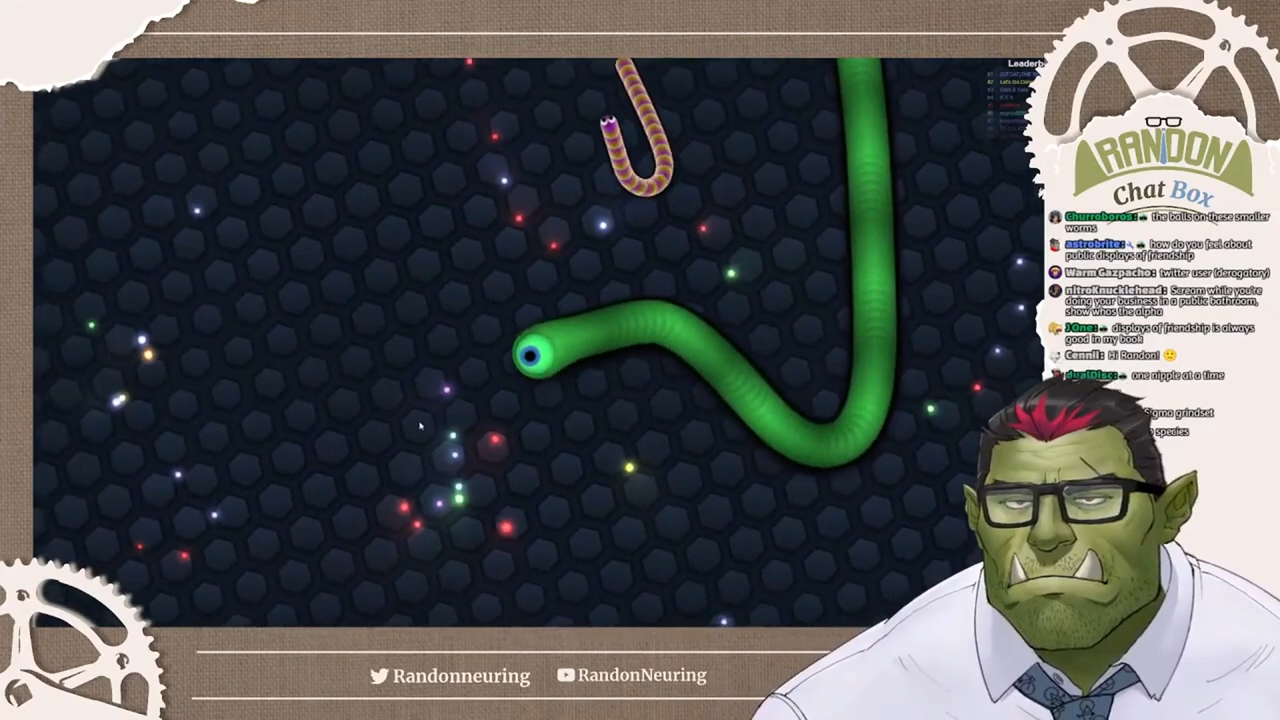 Leaderb
RANDON
Chat Box
Churroboros: the balls on these smaller
worms
astrobrite: how do you feel about
public displays of friendship
WarmGazpacho: twitter user (derogatory)
nitroKnucklehead: Scream while you're
doing your business in a public bathroom,
show whos the alpha
JOne: displays of friendship is always
good in my book
Cennii: Hi Randon!
dualDisc: one nipple at a time
Sigma grindset
species
Randonneuring RandonNeuring